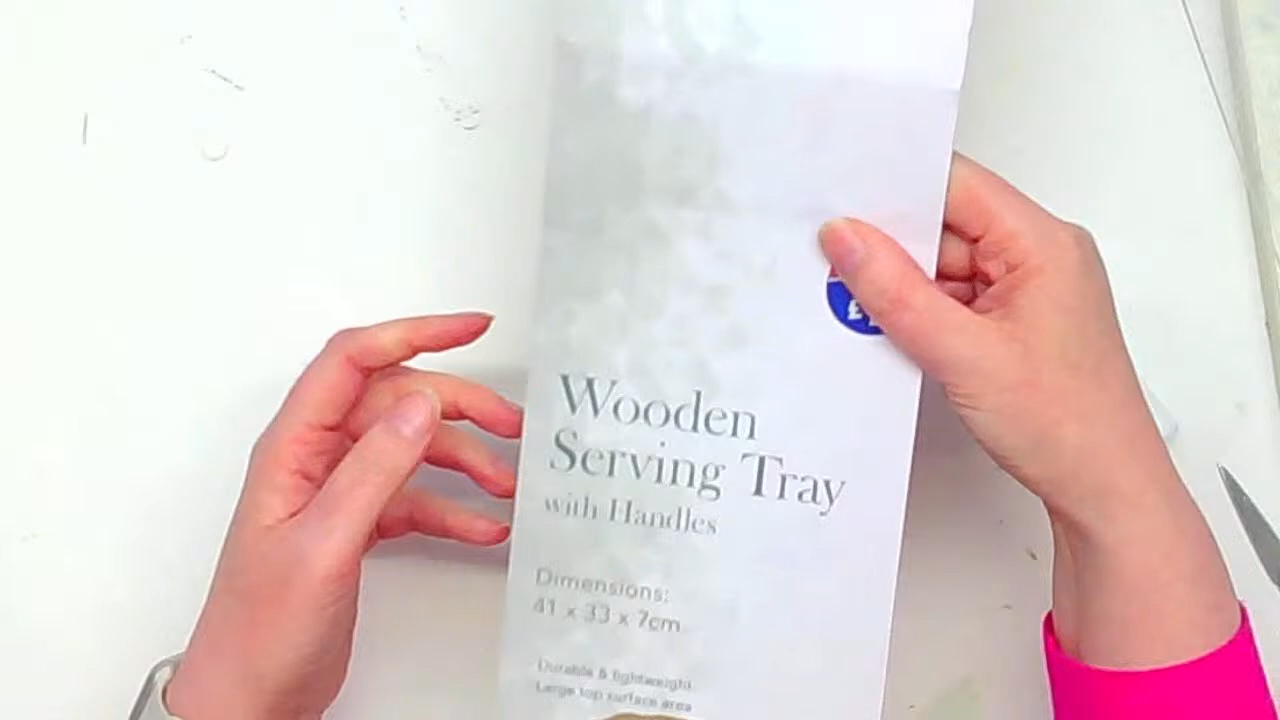 Wooden
Serving Tray
with Handles
Dimensions:
41 x 33 x 7cm
Durable & lightweight
Large top surface area